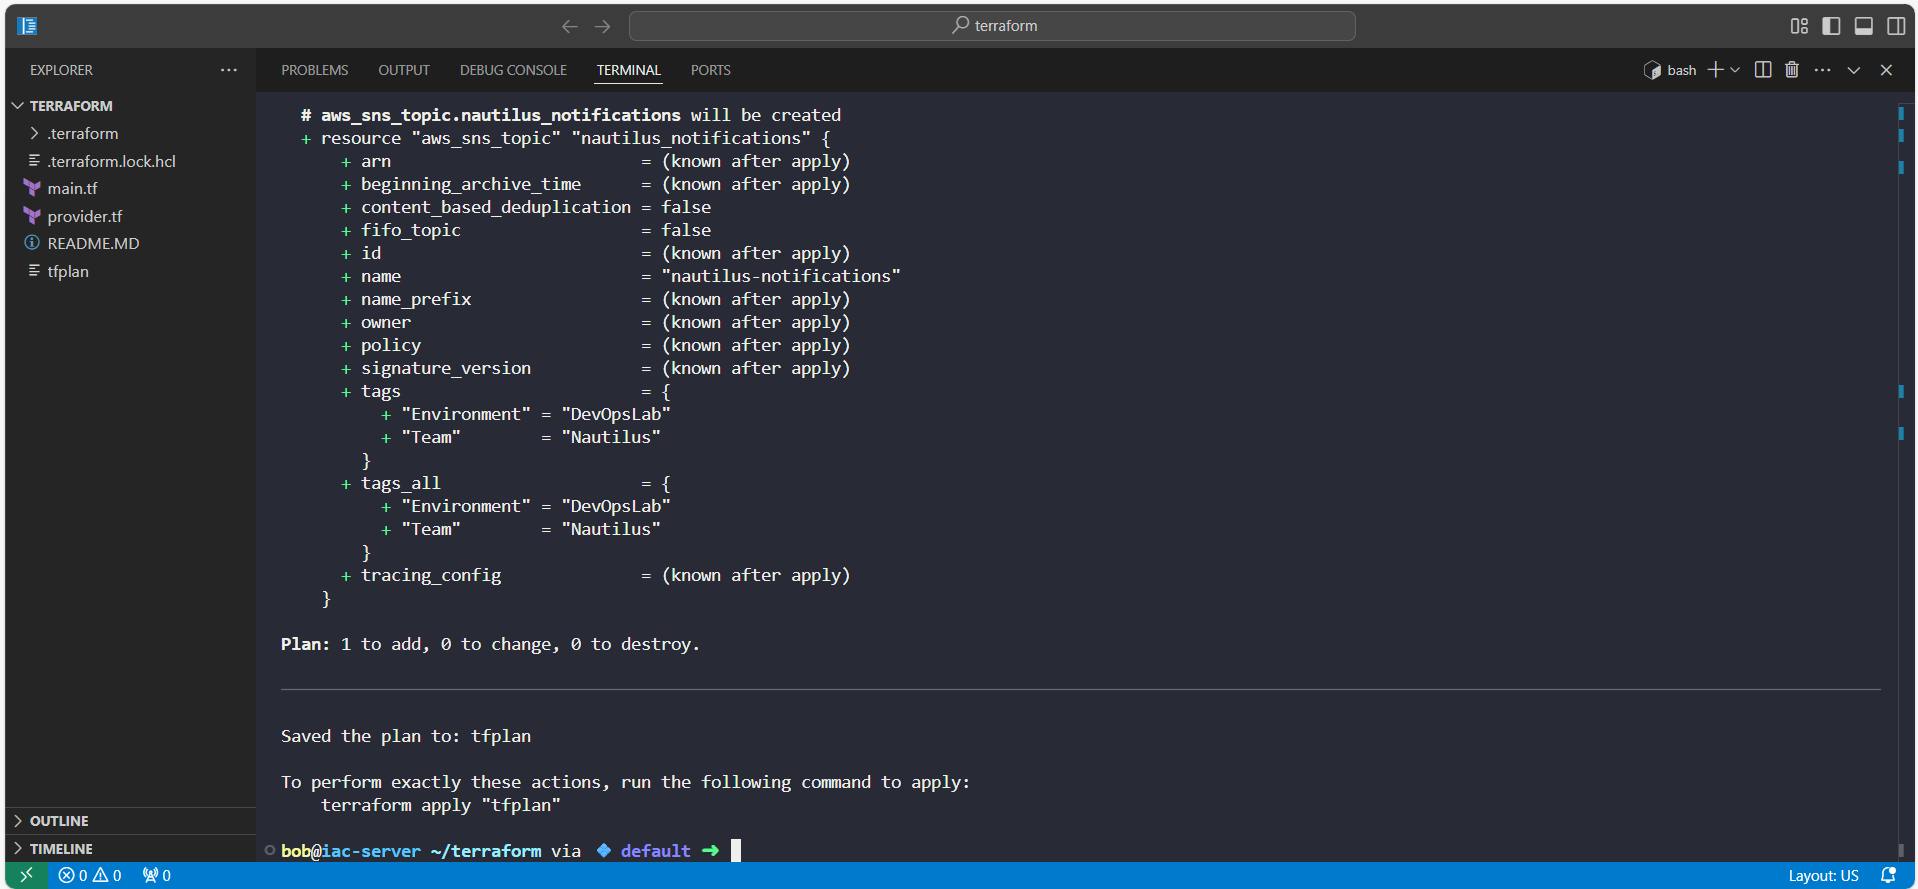 terraform
EXPLORER
PROBLEMS OUTPUT DEBUG CONSOLE TERMINAL PORTS
bash
TERRAFORM
.terraform
.terraform.lock.hcl
main.tf
provider.tf
README.MD
tfplan
OUTLINE
TIMELINE
# aws_sns_topic.nautilus_notifications will be created
+ resource "aws_sns_topic" "nautilus_notifications" {
+ arn = (known after apply)
+ beginning_archive_time = (known after apply)
+ content_based_deduplication = false
+ fifo_topic = false
+ id = (known after apply)
+ name = "nautilus-notifications"
+ name_prefix = (known after apply)
+ owner = (known after apply)
+ policy = (known after apply)
+ signature_version = (known after apply)
+ tags = {
+ "Environment" = "DevOpsLab"
+ "Team" = "Nautilus"
}
+ tags_all = {
+ "Environment" = "DevOpsLab"
+ "Team" = "Nautilus"
}
+ tracing_config = (known after apply)
}
Plan: 1 to add, 0 to change, 0 to destroy.
Saved the plan to: tfplan
To perform exactly these actions, run the following command to apply:
terraform apply "tfplan"
bob@iac-server ~/terraform via default
0 0 0
Layout: US